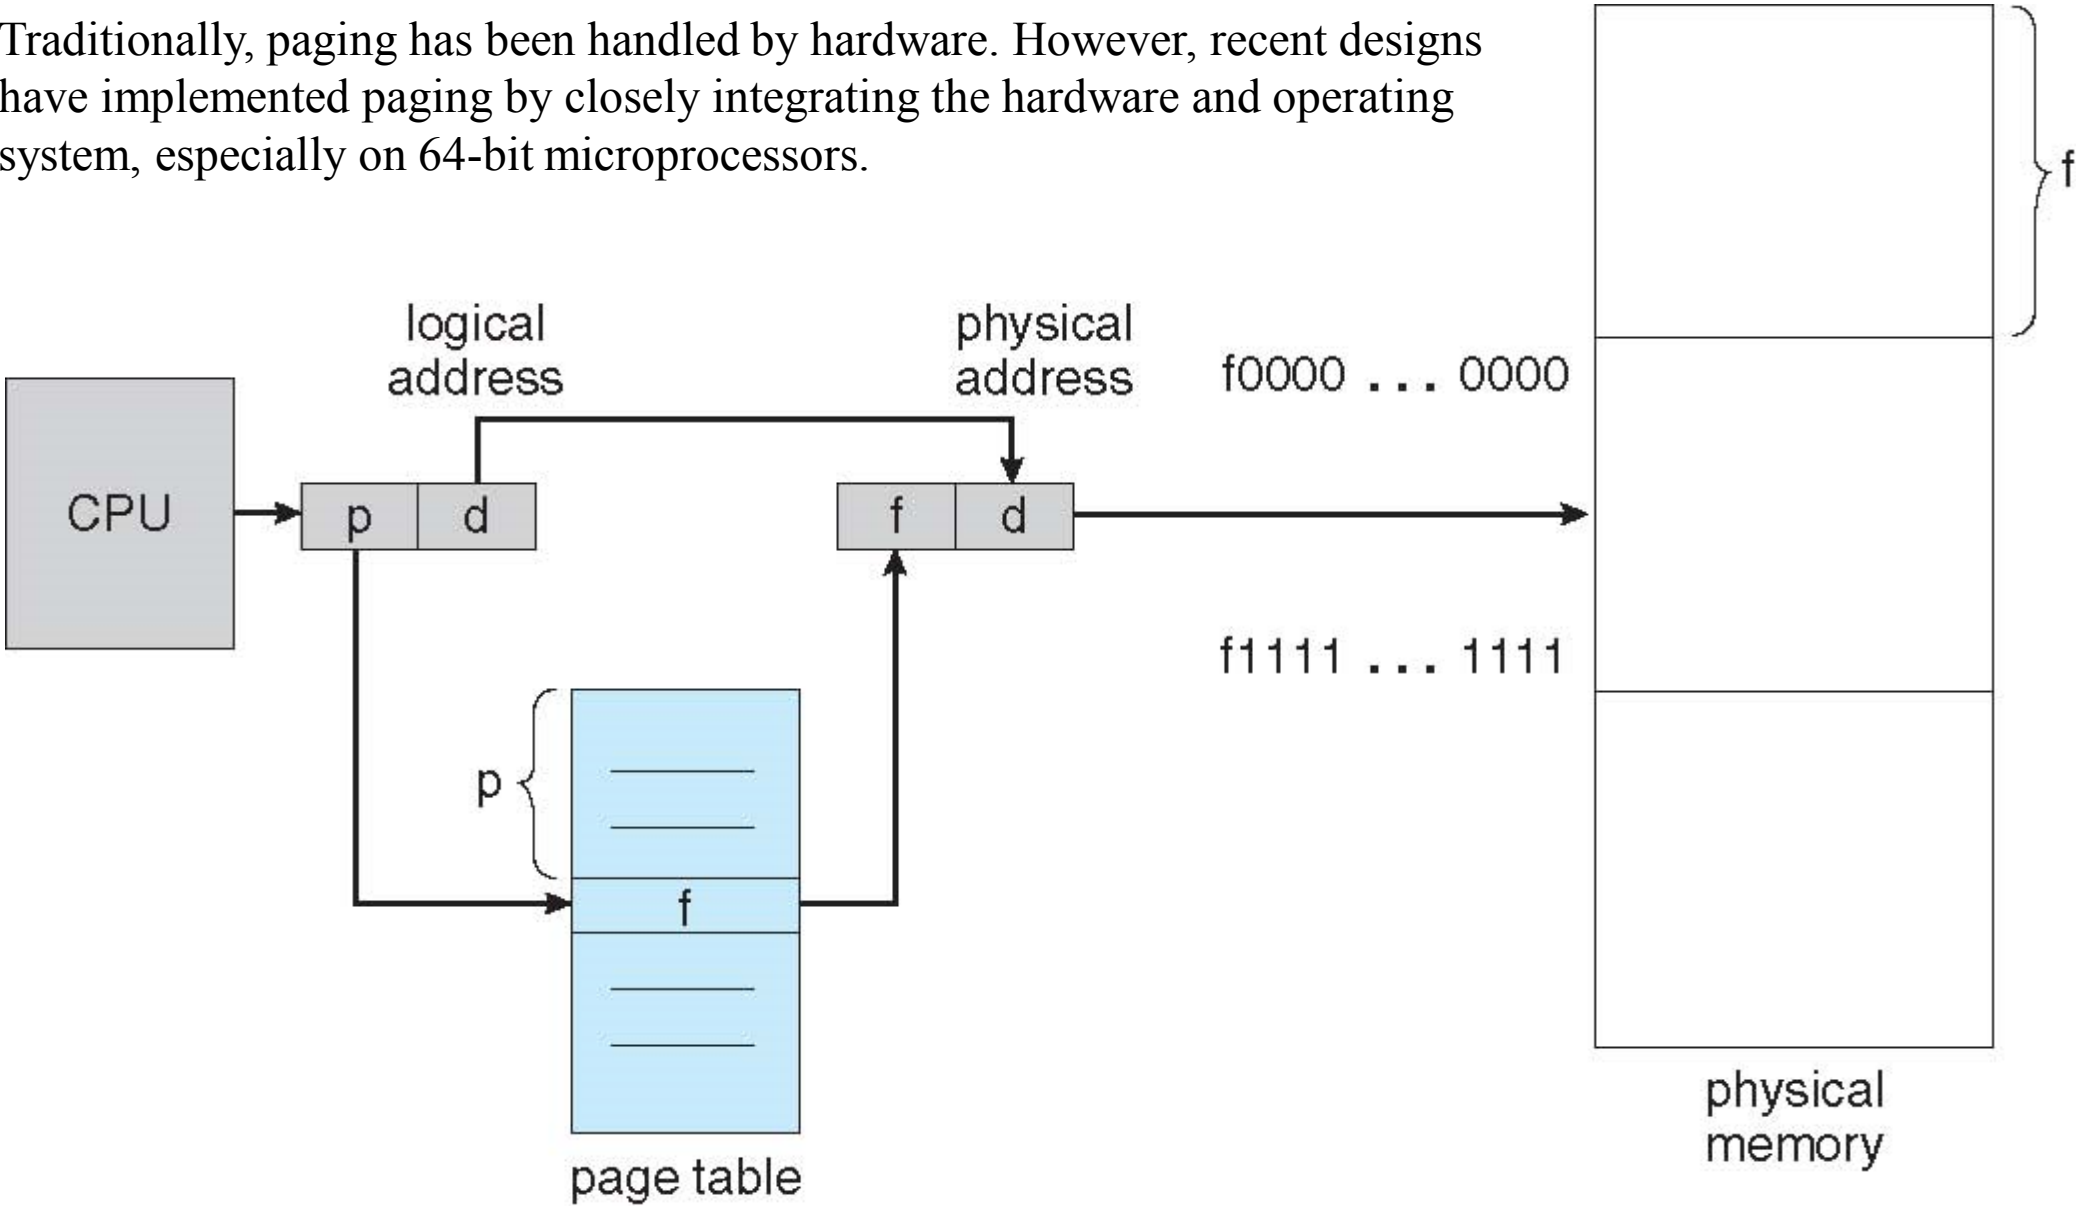 Traditionally, paging has been handled by hardware. However, recent designs
have implemented paging by closely integrating the hardware and operating
system, especially on 64-bit microprocessors.
f
logical
address
physical
address
f0000 ... 0000
CPU
p
d
f
d
f1111 ... 1111
p
f
page table
physical
memory